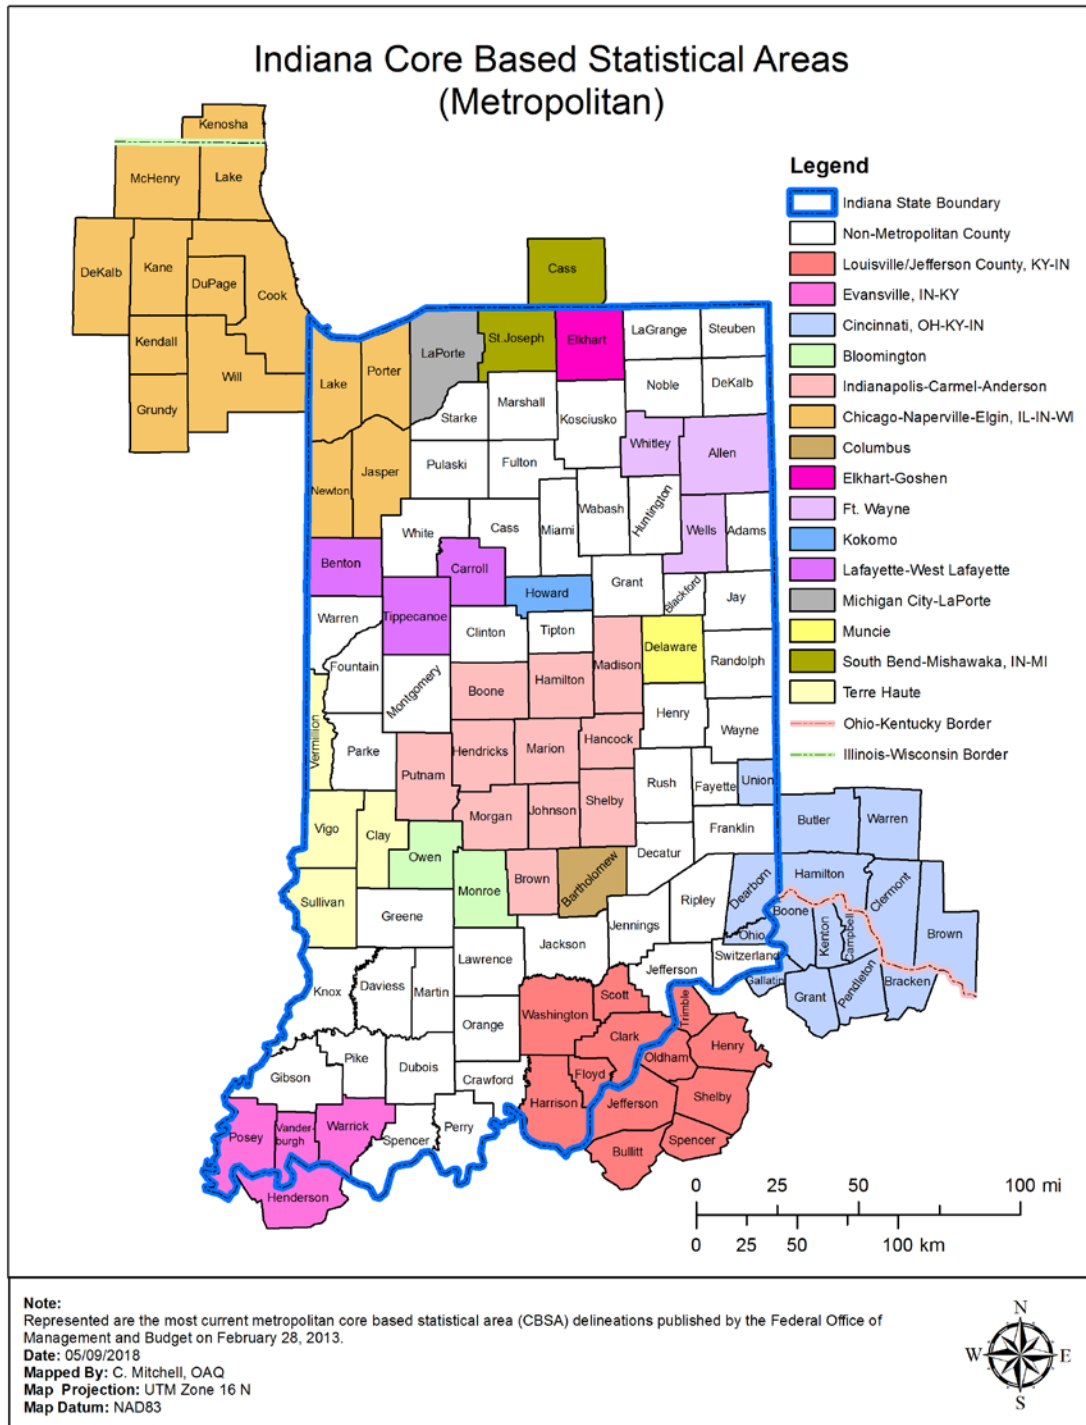 Indiana Core Based Statistical Areas
(Metropolitan)
Legend
Indiana State Boundary
Non-Metropolitan County
Louisville/Jefferson County, KY-IN
Evansville, IN-KY
Cincinnati, OH-KY-IN
Bloomington
Indianapolis-Carmel-Anderson
Chicago-Naperville-Elgin, IL-IN-WI
Columbus
Elkhart-Goshen
Ft. Wayne
Kokomo
Lafayette-West Lafayette
Michigan City-LaPorte
Muncie
South Bend-Mishawaka, IN-MI
Terre Haute
Ohio-Kentucky Border
Illinois-Wisconsin Border
Kenosha
McHenry
Lake
DeKalb
Kane
DuPage
Cook
Kendall
Will
Grundy
Cass
Lake
Porter
LaPorte
St.Joseph
Elkhart
LaGrange
Steuben
Noble
DeKalb
Starke
Marshall
Kosciusko
Whitley
Allen
Newton
Jasper
Pulaski
Fulton
White
Cass
Miami
Wabash
Huntington
Wells
Adams
Benton
Carroll
Howard
Grant
Blackford
Jay
Warren
Tippecanoe
Clinton
Tipton
Madison
Delaware
Randolph
Fountain
Montgomery
Boone
Hamilton
Henry
Wayne
Vermillion
Parke
Putnam
Hendricks
Marion
Hancock
Rush
Fayette
Union
Vigo
Clay
Owen
Morgan
Johnson
Shelby
Decatur
Franklin
Butler
Warren
Sullivan
Greene
Monroe
Brown
Bartholomew
Jennings
Ripley
Dearborn
Ohio
Hamilton
Clermont
Boone
Kenton
Campbell
Brown
Knox
Daviess
Martin
Lawrence
Jackson
Jefferson
Switzerland
Gallatin
Grant
Pendleton
Bracken
Orange
Washington
Scott
Clark
Trimble
Oldham
Henry
Gibson
Pike
Dubois
Crawford
Harrison
Floyd
Jefferson
Shelby
Spencer
Bullitt
Posey
Vander-
burgh
Warrick
Spencer
Perry
Henderson
0 25 50 100 mi
0 25 50 100 km
Note:
Represented are the most current metropolitan core based statistical area (CBSA) delineations published by the Federal Office of
Management and Budget on February 28, 2013.
Date: 05/09/2018
Mapped By: C. Mitchell, OAQ
Map Projection: UTM Zone 16 N
Map Datum: NAD83
N
W E
S